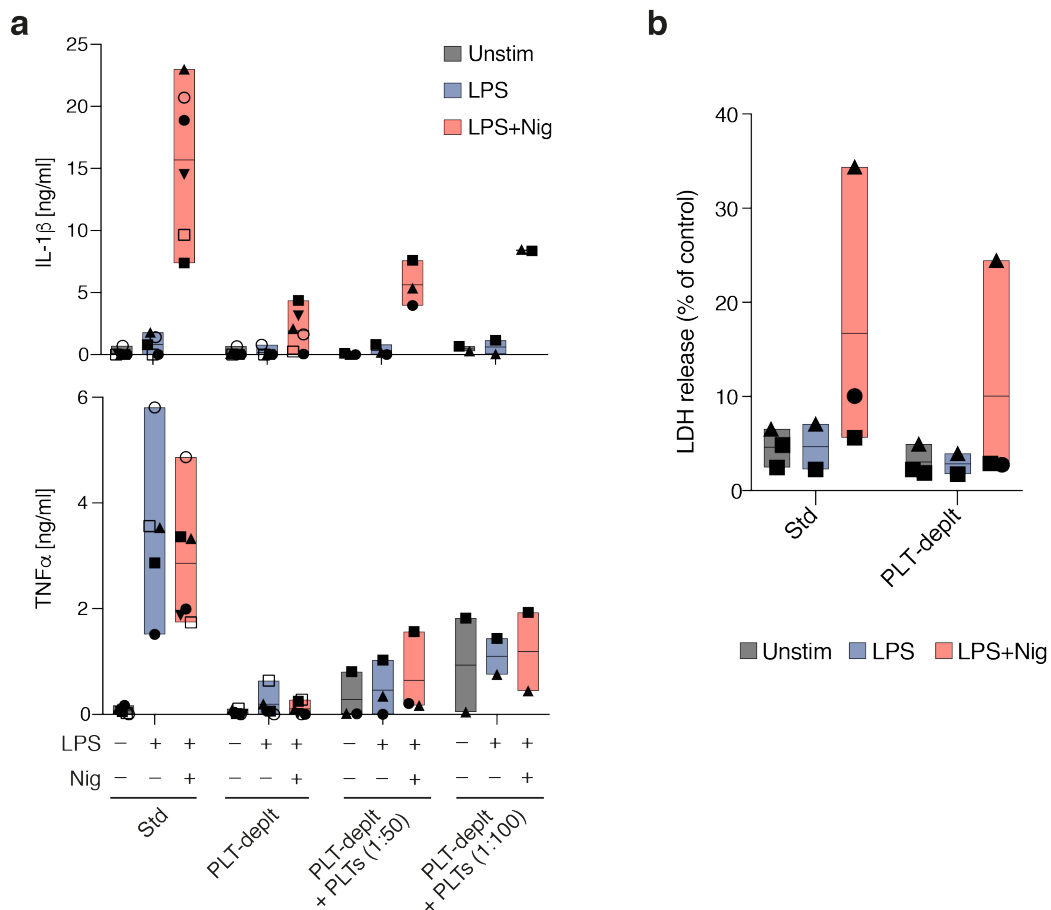 a
IL-1β [ng/ml]
25
20
15
10
5
0
Unstim
LPS
LPS+Nig
TNFα [ng/ml]
6
4
2
0
LPS – + + – + + – + + – + +
Nig – – + – – + – – + – – +
Std
PLT-deplt
PLT-deplt
+ PLTs (1:50)
PLT-deplt
+ PLTs (1:100)
b
LDH release (% of control)
40
30
20
10
0
Std
PLT-deplt
Unstim LPS LPS+Nig